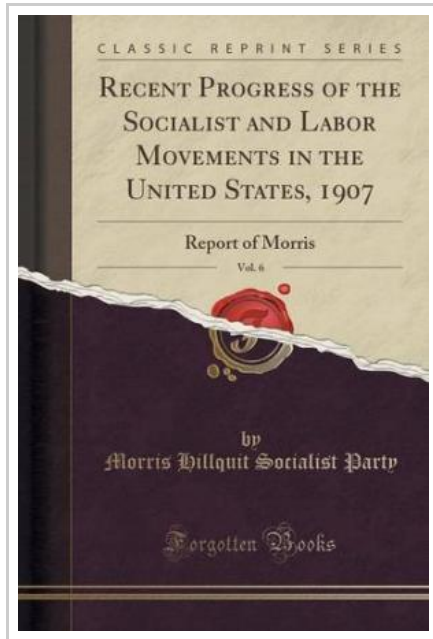 CLASSIC REPRINT SERIES
RECENT PROGRESS OF THE
SOCIALIST AND LABOR
MOVEMENTS IN THE
UNITED STATES, 1907
Report of Morris
Vol. 6
by
Morris Hillquit Socialist Party
Forgotten Books